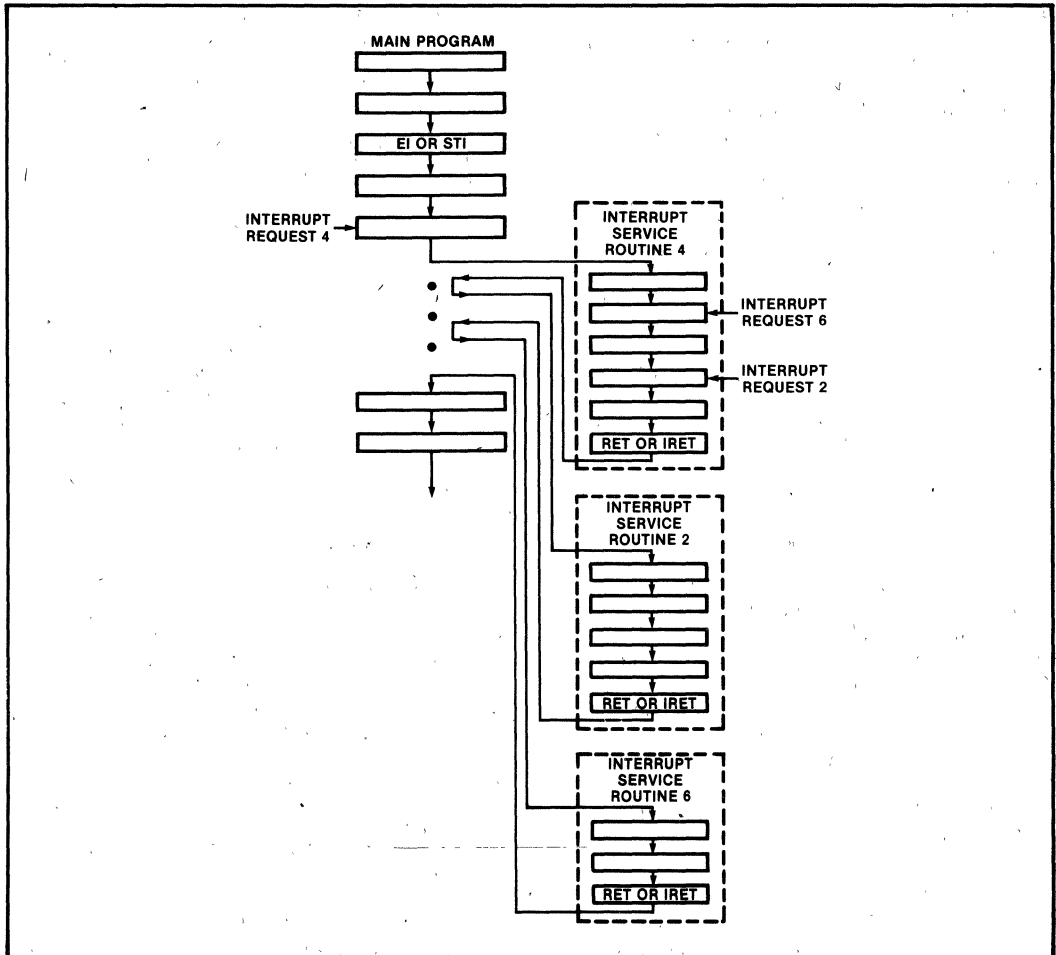 MAIN PROGRAM
EI OR STI
INTERRUPT
REQUEST 4
INTERRUPT
SERVICE
ROUTINE 4
INTERRUPT
REQUEST 6
INTERRUPT
REQUEST 2
RET OR IRET
INTERRUPT
SERVICE
ROUTINE 2
RET OR IRET
INTERRUPT
SERVICE
ROUTINE 6
RET OR IRET